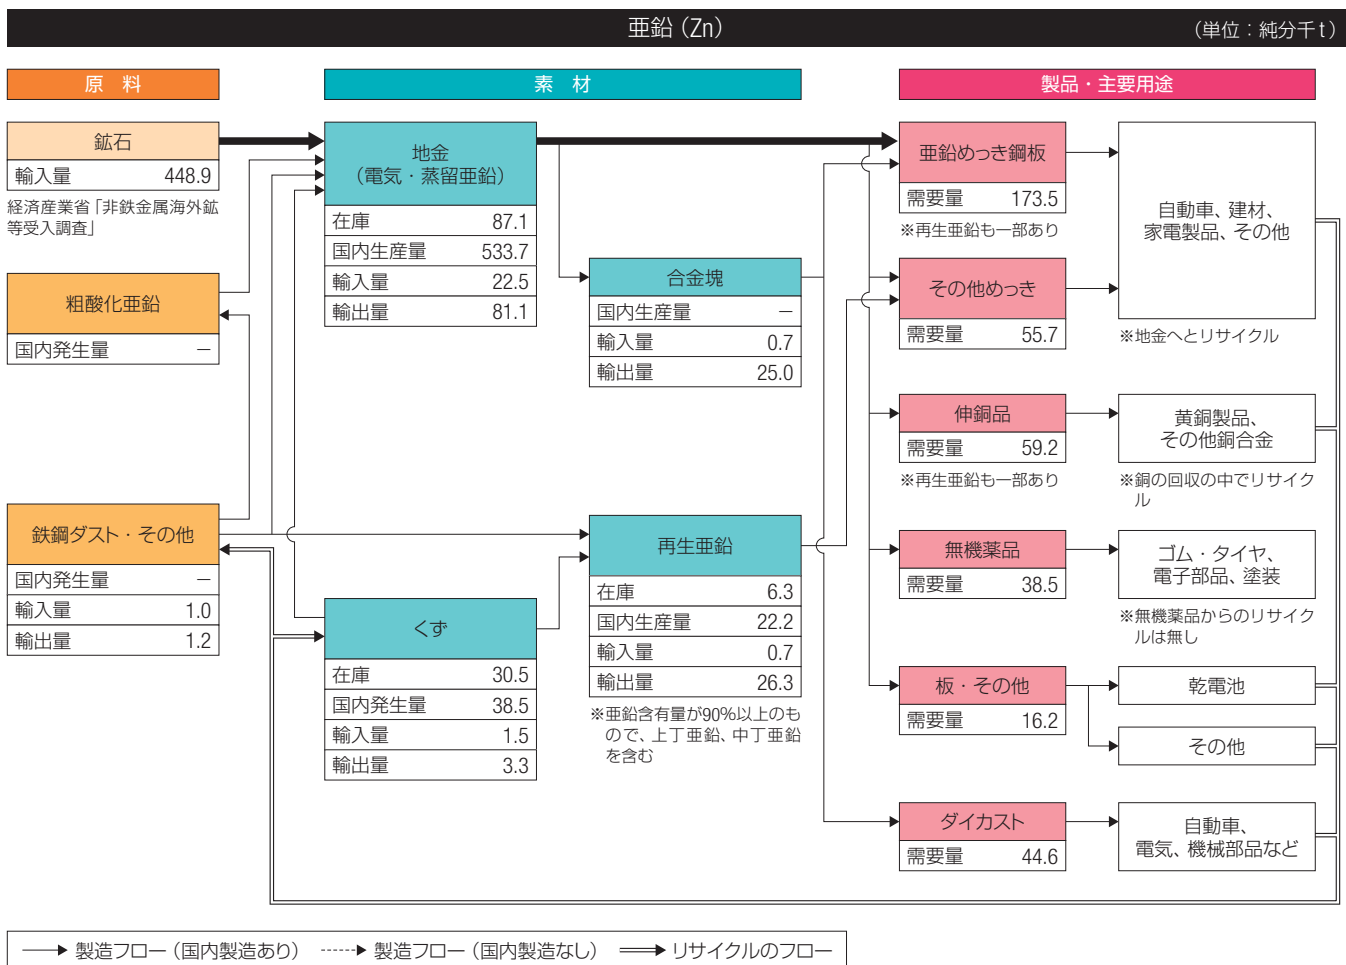 亜鉛（Zn）
（単位：純分千t）
原　料
素　材
製品・主要用途
鉱石
輸入量 448.9
経済産業省「非鉄金属海外鉱
等受入調査」
粗酸化亜鉛
国内発生量 －
鉄鋼ダスト・その他
国内発生量 －
輸入量 1.0
輸出量 1.2
地金
（電気・蒸留亜鉛）
在庫 87.1
国内生産量 533.7
輸入量 22.5
輸出量 81.1
くず
在庫 30.5
国内発生量 38.5
輸入量 1.5
輸出量 3.3
合金塊
国内生産量 －
輸入量 0.7
輸出量 25.0
再生亜鉛
在庫 6.3
国内生産量 22.2
輸入量 0.7
輸出量 26.3
※亜鉛含有量が90%以上のも
ので、上丁亜鉛、中丁亜鉛
を含む
亜鉛めっき鋼板
需要量 173.5
※再生亜鉛も一部あり
その他めっき
需要量 55.7
伸銅品
需要量 59.2
※再生亜鉛も一部あり
無機薬品
需要量 38.5
板・その他
需要量 16.2
ダイカスト
需要量 44.6
自動車、建材、
家電製品、その他
※地金へとリサイクル
黄銅製品、
その他銅合金
※銅の回収の中でリサイク
ル
ゴム・タイヤ、
電子部品、塗装
※無機薬品からのリサイク
ルは無し
乾電池
その他
自動車、
電気、機械部品など
製造フロー（国内製造あり）
製造フロー（国内製造なし）
リサイクルのフロー